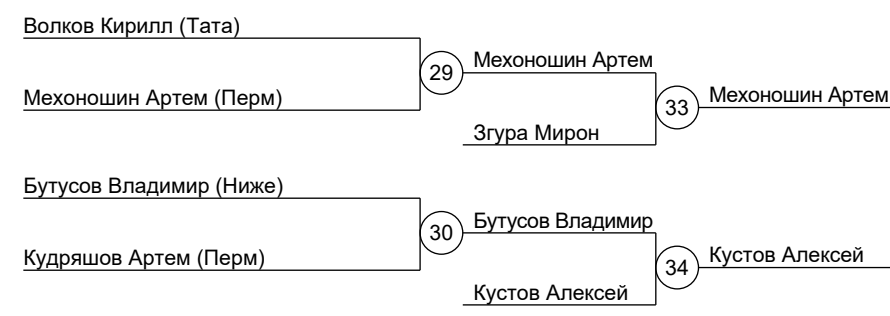 Волков Кирилл (Тата)
Мехоношин Артем (Перм)
29
Мехоношин Артем
Згура Мирон
33
Мехоношин Артем
Бутусов Владимир (Ниже)
Кудряшов Артем (Перм)
30
Бутусов Владимир
Кустов Алексей
34
Кустов Алексей